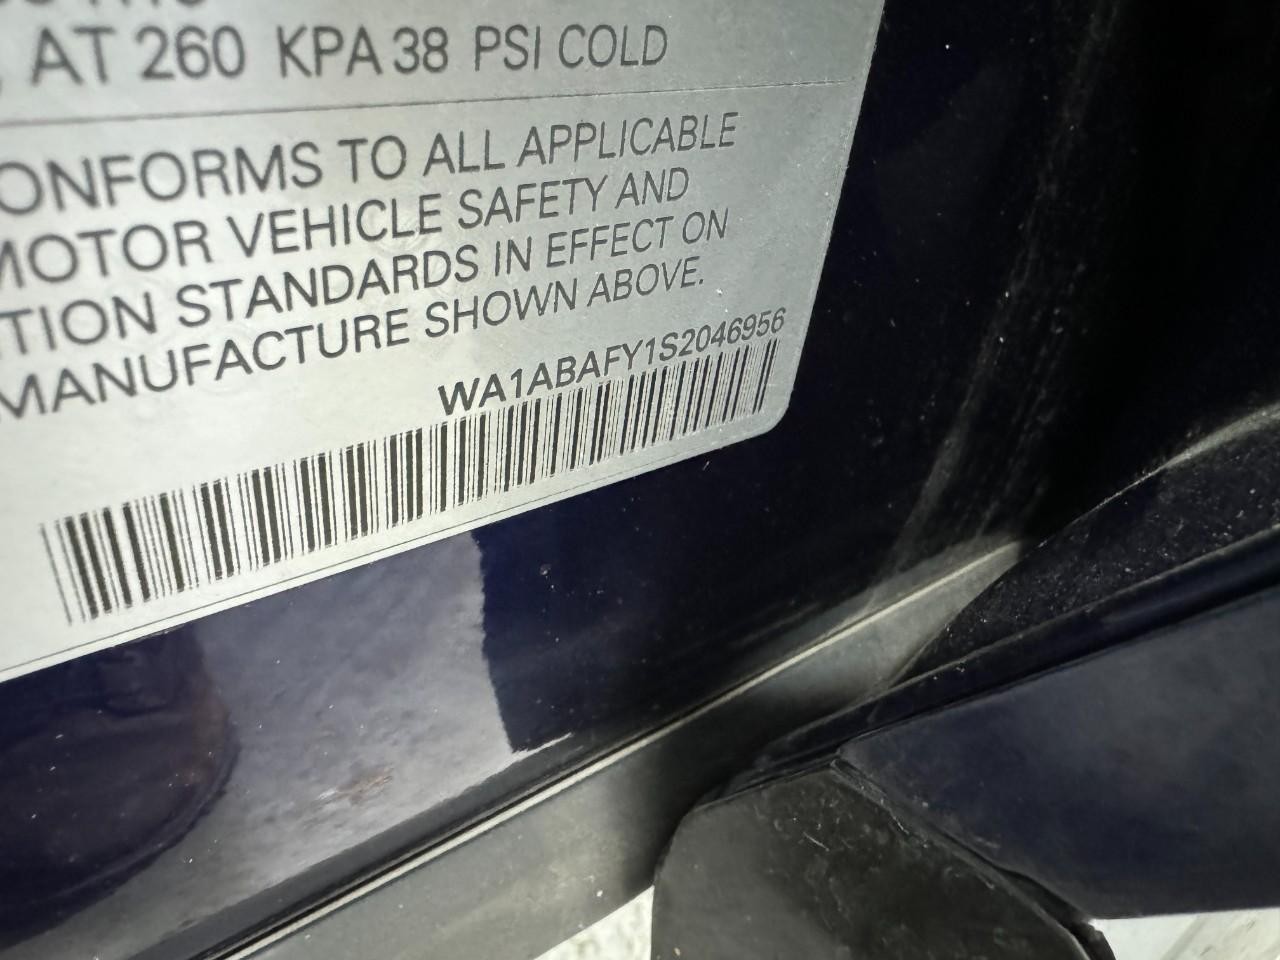 , AT 260 KPA 38 PSI COLD
ONFORMS TO ALL APPLICABLE
MOTOR VEHICLE SAFETY AND
TION STANDARDS IN EFFECT ON
MANUFACTURE SHOWN ABOVE.
WA1ABAFY1S2046956